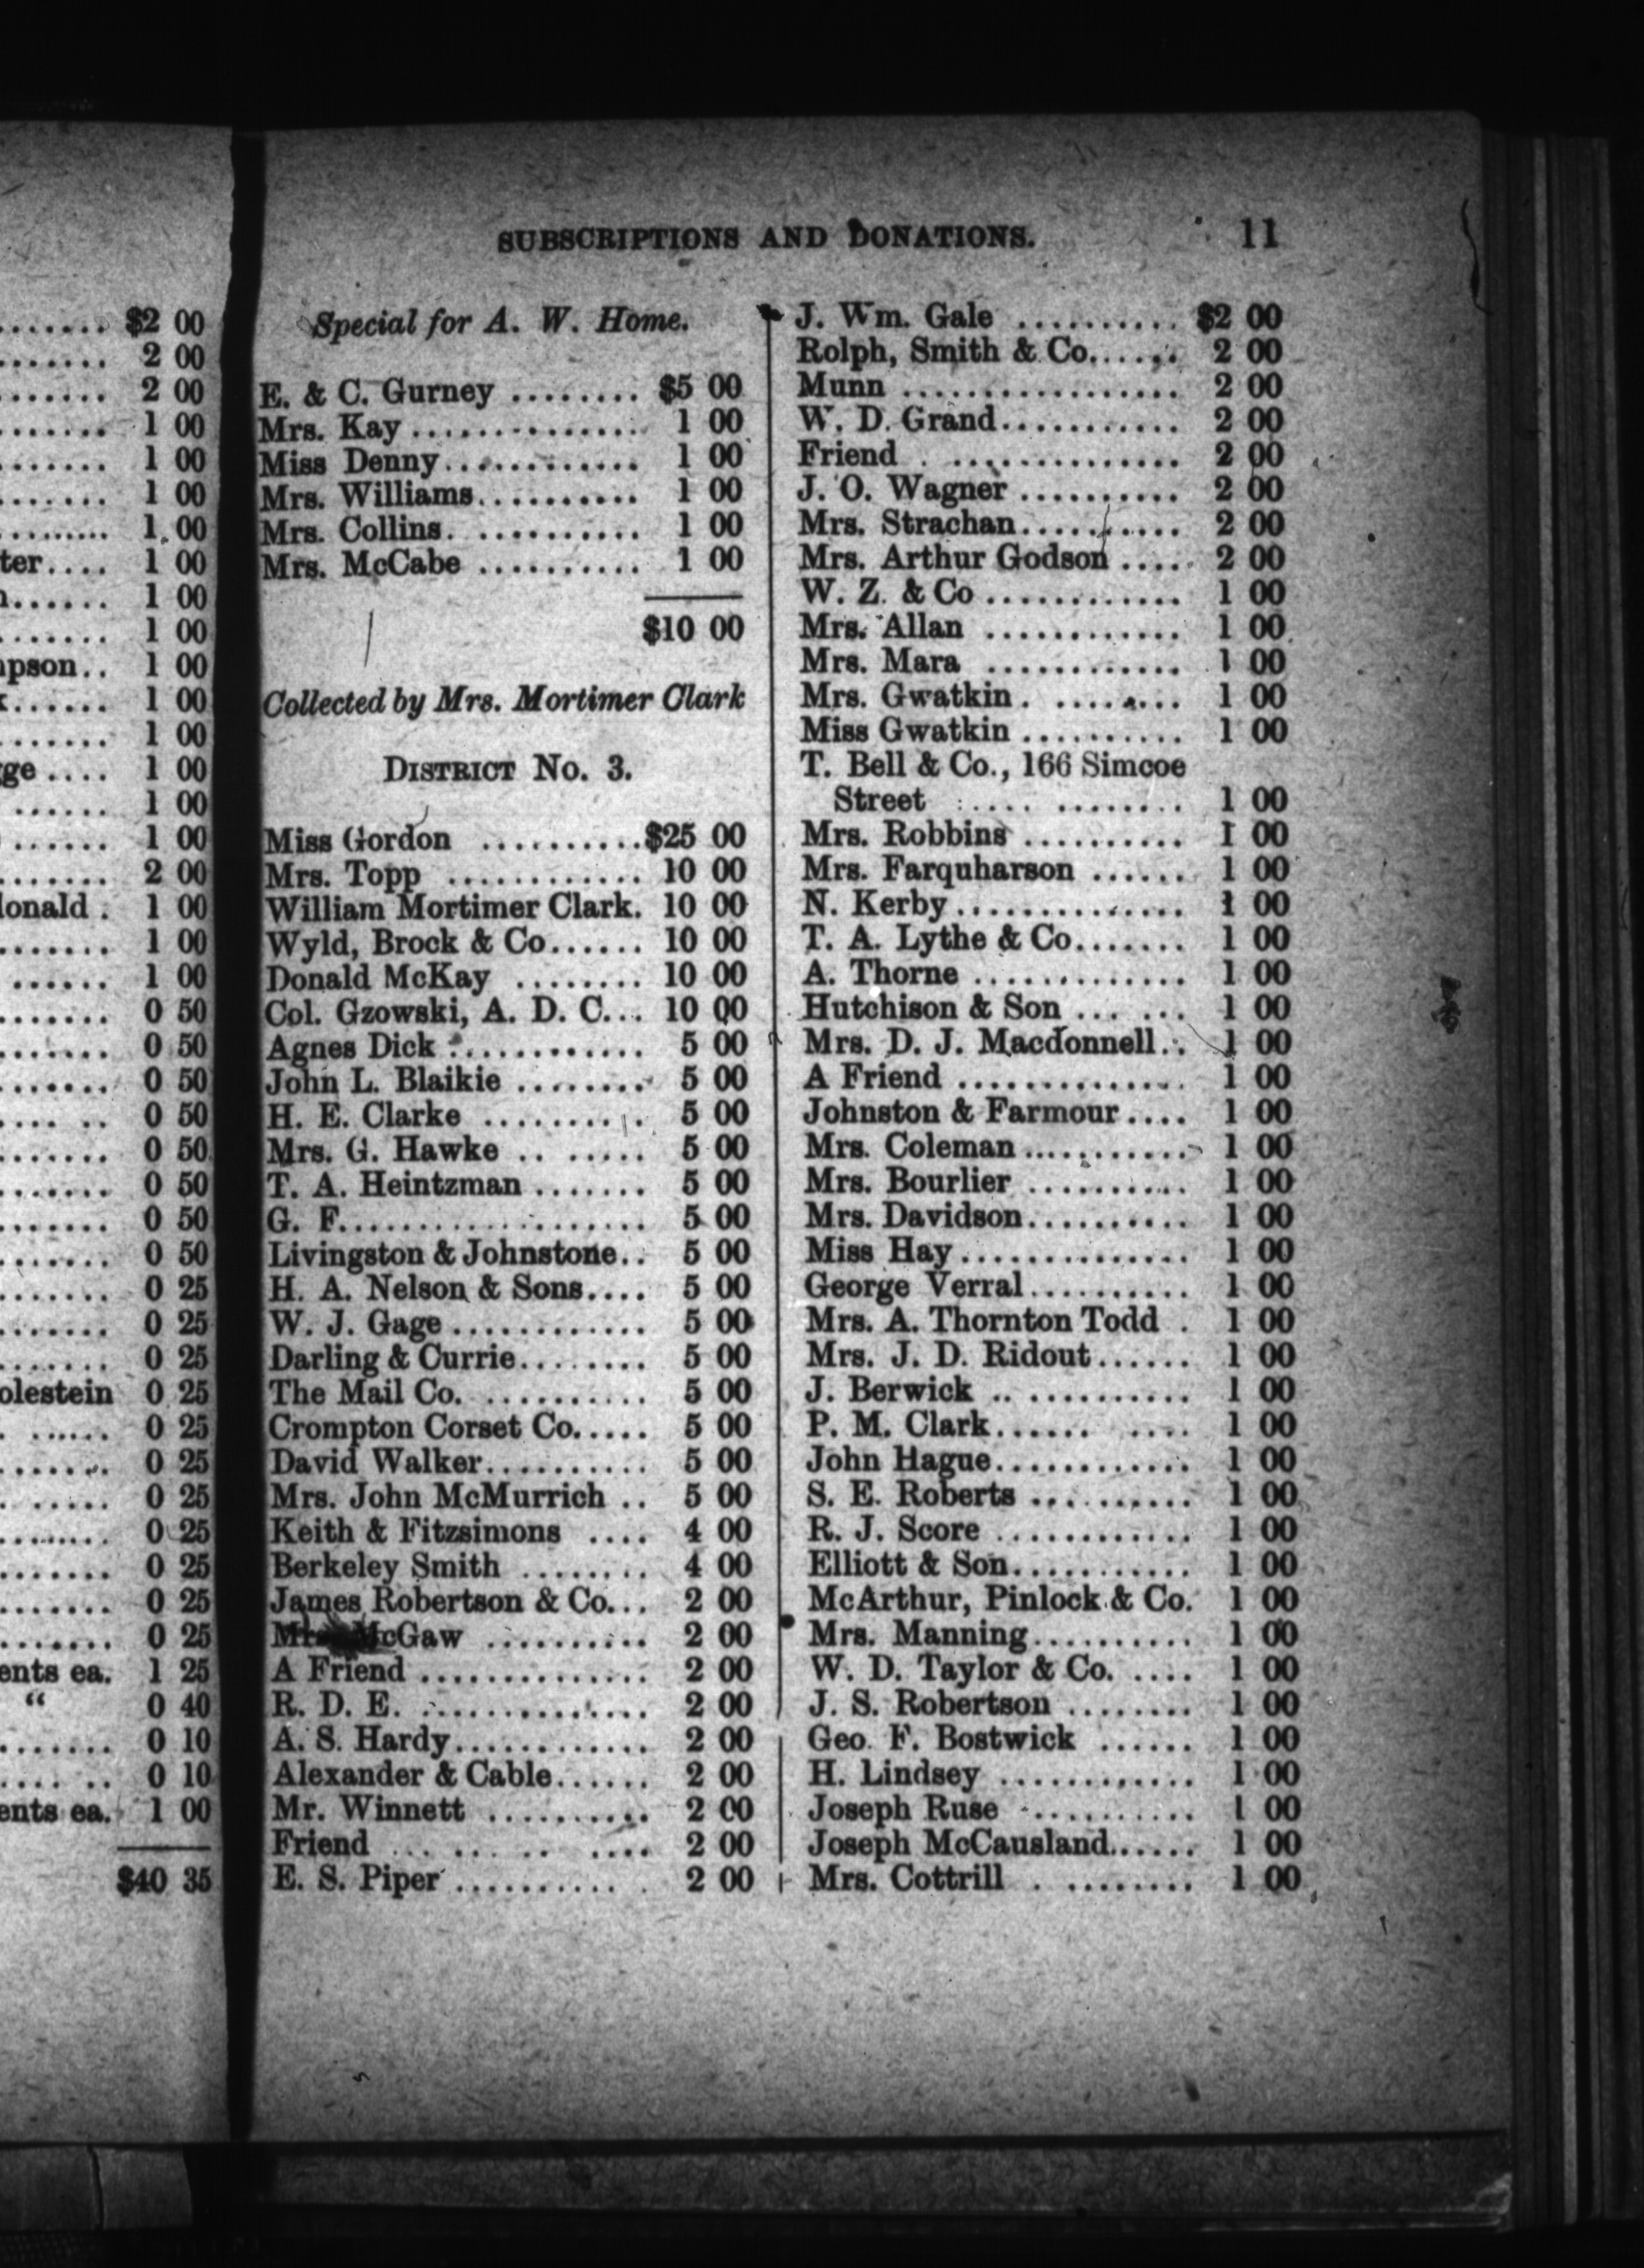 $2 00
2 00
2 00
1 00
1 00
1 00
1 00
ter.... 1 00
1 00
1 00
1 00
1 00
1 00
1 00
1 00
1 00
2 00
1 00
1 00
1 00
0 50
0 50
0 50
0 50
0 50
0 50
0 50
0 50
0 25
0 25
0 25
0 25
0 25
0 25
0 25
0 25
0 25
0 25
0 25
ents ea. 1 25
“ 0 40
0 10
0 10
ents ea. 1 00
$40 35
SUBSCRIPTIONS AND DONATIONS. 11
Special for A. W. Home.
E. & C. Gurney ........ $5 00
Mrs. Kay .............. 1 00
Miss Denny............ 1 00
Mrs. Williams.......... 1 00
Mrs. Collins. .......... 1 00
Mrs. McCabe .......... 1 00
$10 00
Collected by Mrs. Mortimer Clark
District No. 3.
Miss Gordon ..........$25 00
Mrs. Topp ............ 10 00
William Mortimer Clark. 10 00
Wyld, Brock & Co...... 10 00
Donald McKay ........ 10 00
Col. Gzowski, A. D. C... 10 00
Agnes Dick ............ 5 00
John L. Blaikie ........ 5 00
H. E. Clarke .......... 5 00
Mrs. G. Hawke .. ...... 5 00
T. A. Heintzman ....... 5 00
G. F................... 5 00
Livingston & Johnstone.. 5 00
H. A. Nelson & Sons.... 5 00
W. J. Gage ............ 5 00
Darling & Currie........ 5 00
The Mail Co. .......... 5 00
Crompton Corset Co..... 5 00
David Walker.......... 5 00
Mrs. John McMurrich .. 5 00
Keith & Fitzsimons .... 4 00
Berkeley Smith ........ 4 00
James Robertson & Co... 2 00
McGaw .......... 2 00
A Friend .............. 2 00
R. D. E. .............. 2 00
A. S. Hardy............ 2 00
Alexander & Cable...... 2 00
Mr. Winnett .......... 2 00
Friend ... .... .. .... 2 00
E. S. Piper .......... . 2 00
J. Wm. Gale .......... $2 00
Rolph, Smith & Co...... 2 00
Munn ................. 2 00
W. D. Grand........... 2 00
Friend . .............. 2 00
J. O. Wagner .......... 2 00
Mrs. Strachan.......... 2 00
Mrs. Arthur Godson .... 2 00
W. Z. & Co ............ 1 00
Mrs. Allan ............ 1 00
Mrs. Mara ............ 1 00
Mrs. Gwatkin . ........ 1 00
Miss Gwatkin .......... 1 00
T. Bell & Co., 166 Simcoe
Street .... ........ 1 00
Mrs. Robbins .......... 1 00
Mrs. Farquharson ...... 1 00
N. Kerby.............. 1 00
T. A. Lythe & Co....... 1 00
A. Thorne ............. 1 00
Hutchison & Son ... ... 1 00
Mrs. D. J. Macdonnell.. 1 00
A Friend .............. 1 00
Johnston & Farmour.... 1 00
Mrs. Coleman ........... 1 00
Mrs. Bourlier .......... 1 00
Mrs. Davidson.......... 1 00
Miss Hay.............. 1 00
George Verral.......... 1 00
Mrs. A. Thornton Todd . 1 00
Mrs. J. D. Ridout...... 1 00
J. Berwick .. .......... 1 00
P. M. Clark...... .... 1 00
John Hague............ 1 00
S. E. Roberts .......... 1 00
R. J. Score ............ 1 00
Elliott & Son........... 1 00
McArthur, Pinlock & Co. 1 00
Mrs. Manning.......... 1 00
W. D. Taylor & Co. .... 1 00
J. S. Robertson ........ 1 00
Geo. F. Bostwick ...... 1 00
H. Lindsey ............ 1 00
Joseph Ruse .......... 1 00
Joseph McCausland...... 1 00
Mrs. Cottrill . ........ 1 00